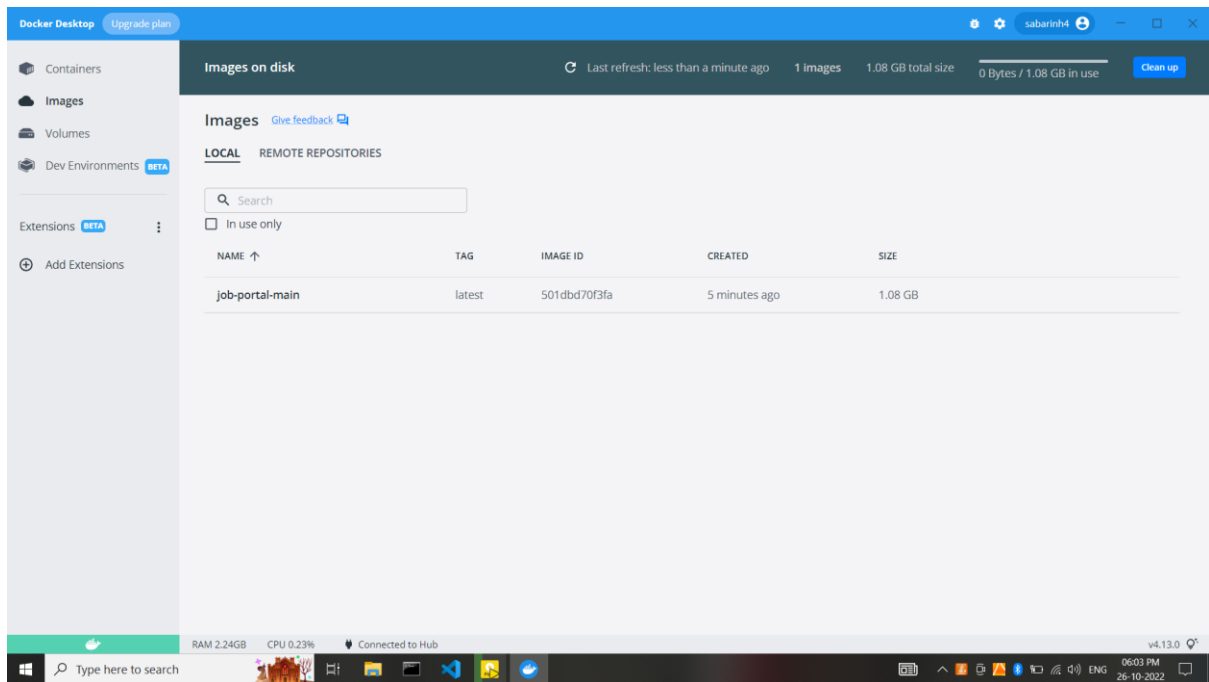 Docker Desktop Upgrade plan sabarinh4
Containers
Images
Volumes
Dev Environments BETA
Extensions BETA
Add Extensions
Images on disk Last refresh: less than a minute ago 1 images 1.08 GB total size 0 Bytes / 1.08 GB in use Clean up
Images Give feedback
LOCAL REMOTE REPOSITORIES
Search
In use only
NAME TAG IMAGE ID CREATED SIZE
job-portal-main latest 501dbd70f3fa 5 minutes ago 1.08 GB
RAM 2.24GB CPU 0.23% Connected to Hub v4.13.0
Type here to search ENG 06:03 PM
26-10-2022